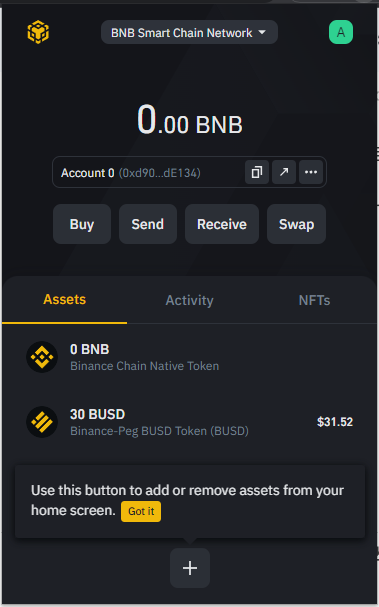 BNB Smart Chain Network
A
0.00 BNB
Account 0 (0xd90...dE134)
Buy Send Receive Swap
Assets Activity NFTs
0 BNB
Binance Chain Native Token
30 BUSD
$31.52
Binance-Peg BUSD Token (BUSD)
Use this button to add or remove assets from your
home screen. Got it